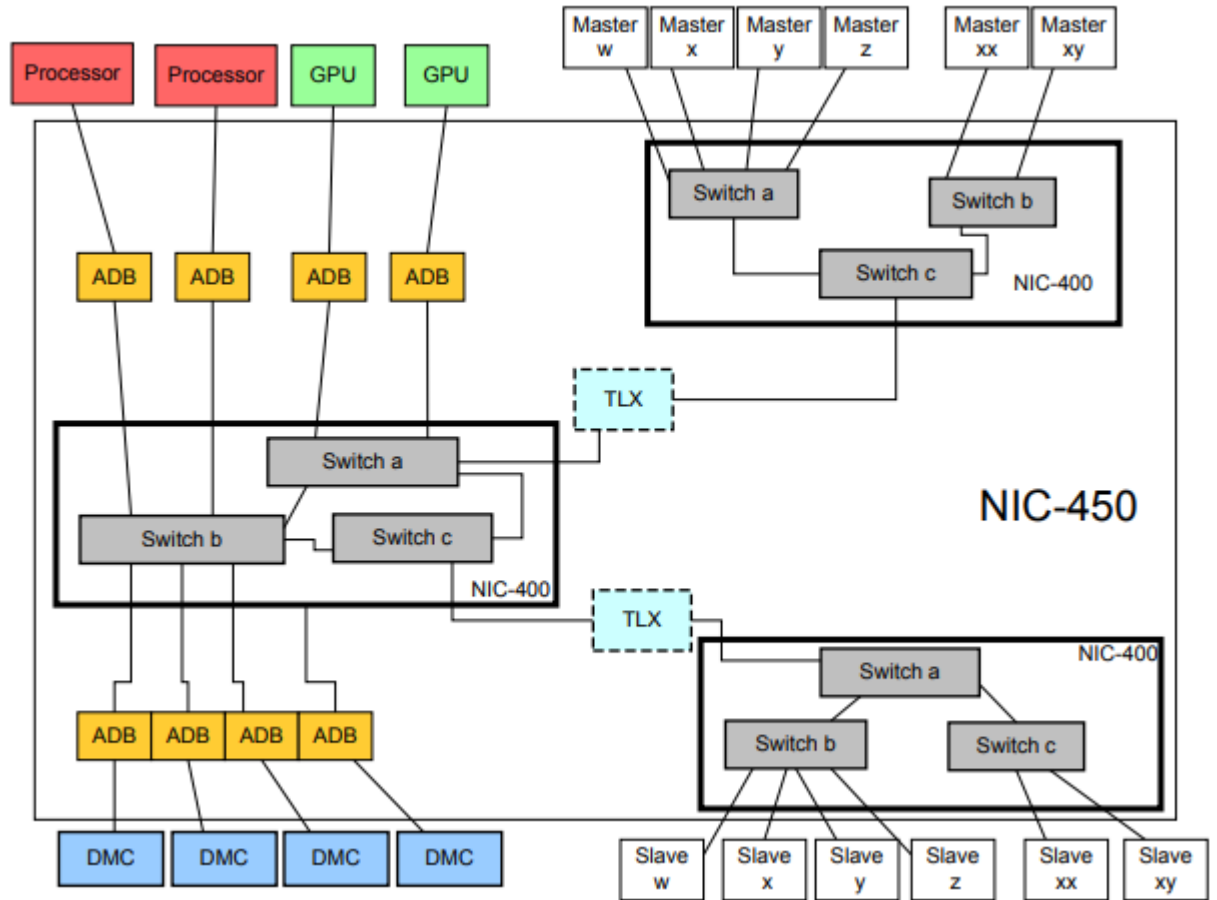 Master
w
Master
x
Master
y
Master
z
Master
xx
Master
xy
Processor
Processor
GPU
GPU
Switch a
Switch b
Switch c
NIC-400
ADB
ADB
ADB
ADB
TLX
Switch a
Switch b
Switch c
NIC-400
NIC-450
TLX
NIC-400
Switch a
Switch b
Switch c
ADB
ADB
ADB
ADB
DMC
DMC
DMC
DMC
Slave
w
Slave
x
Slave
y
Slave
z
Slave
xx
Slave
xy